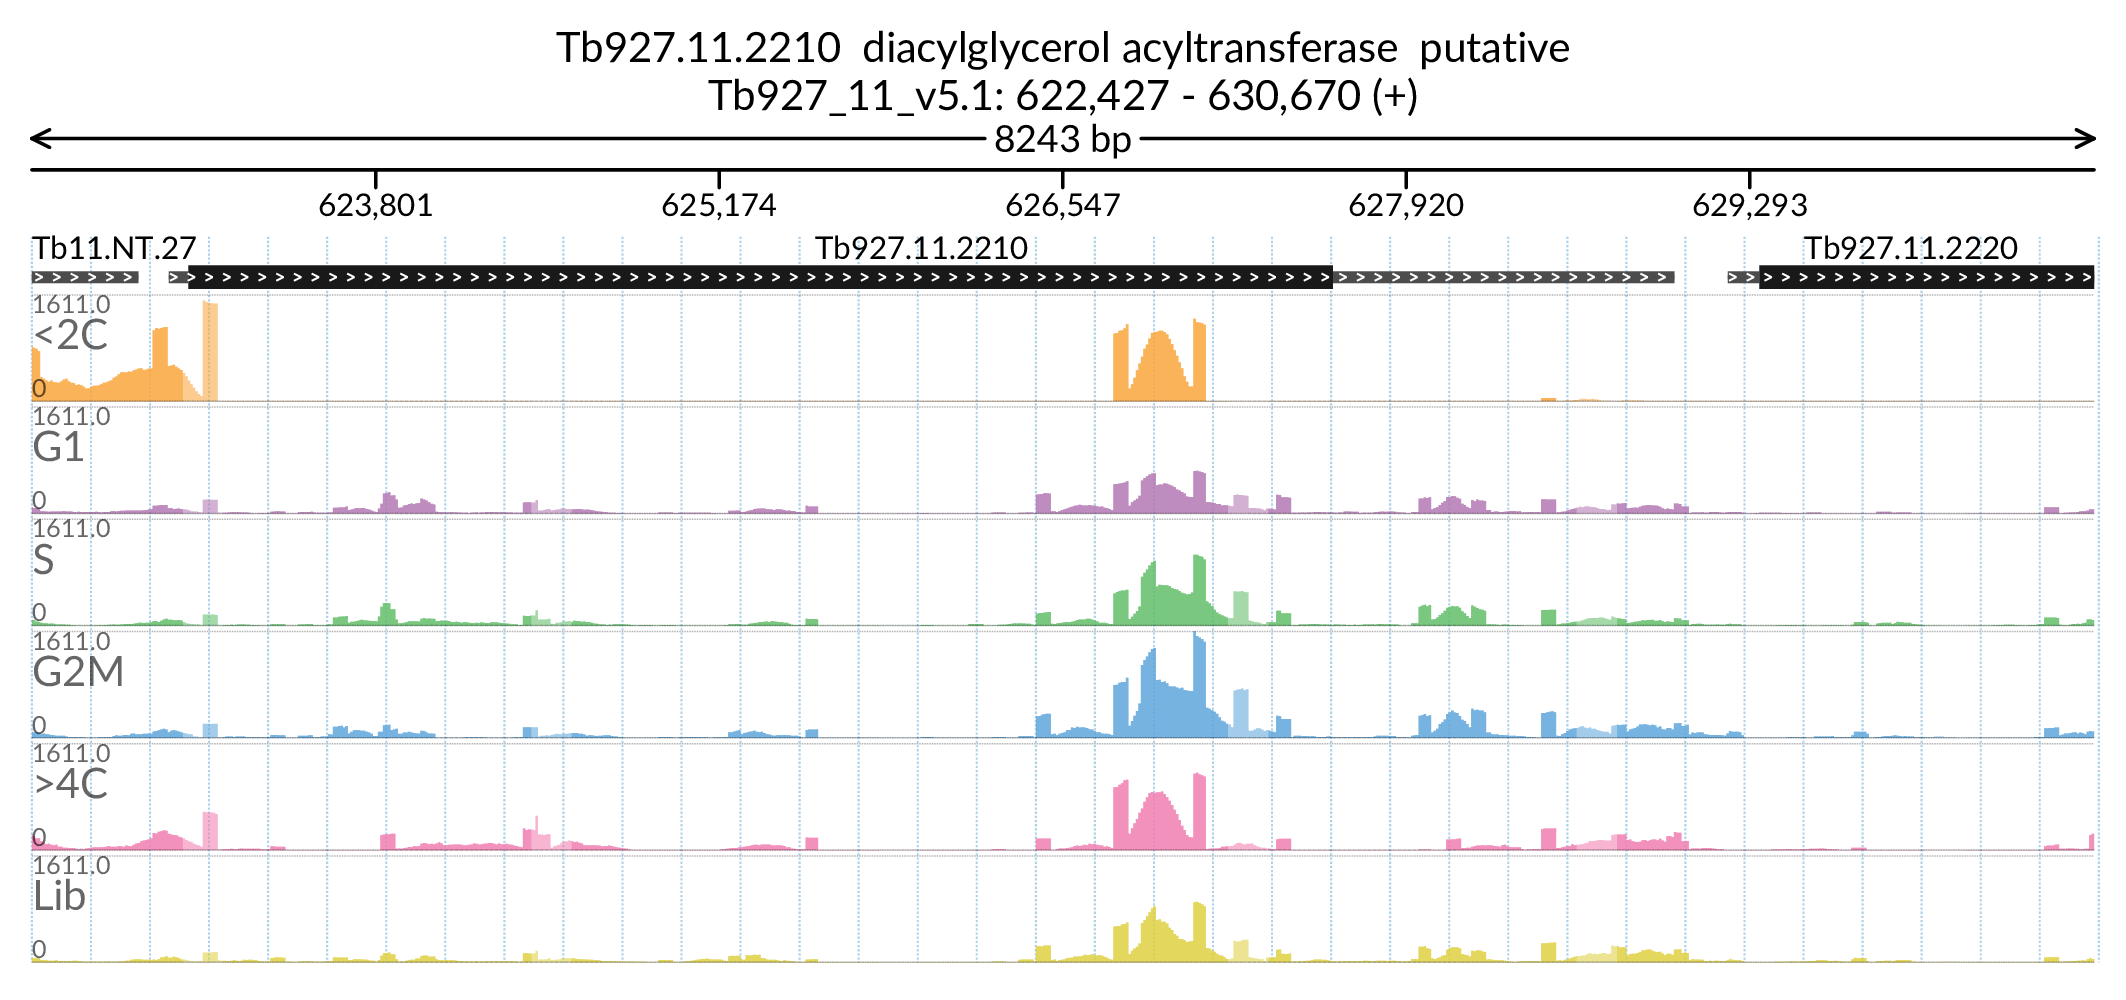 Tb927.11.2210 diacylglycerol acyltransferase putative
Tb927_11_v5.1: 622,427 - 630,670 (+)
8243 bp
623,801 625,174 626,547 627,920 629,293
Tb11.NT.27 Tb927.11.2210 Tb927.11.2220
1611.0
<2C
0
1611.0
G1
0
1611.0
S
0
1611.0
G2M
0
1611.0
>4C
0
1611.0
Lib
0